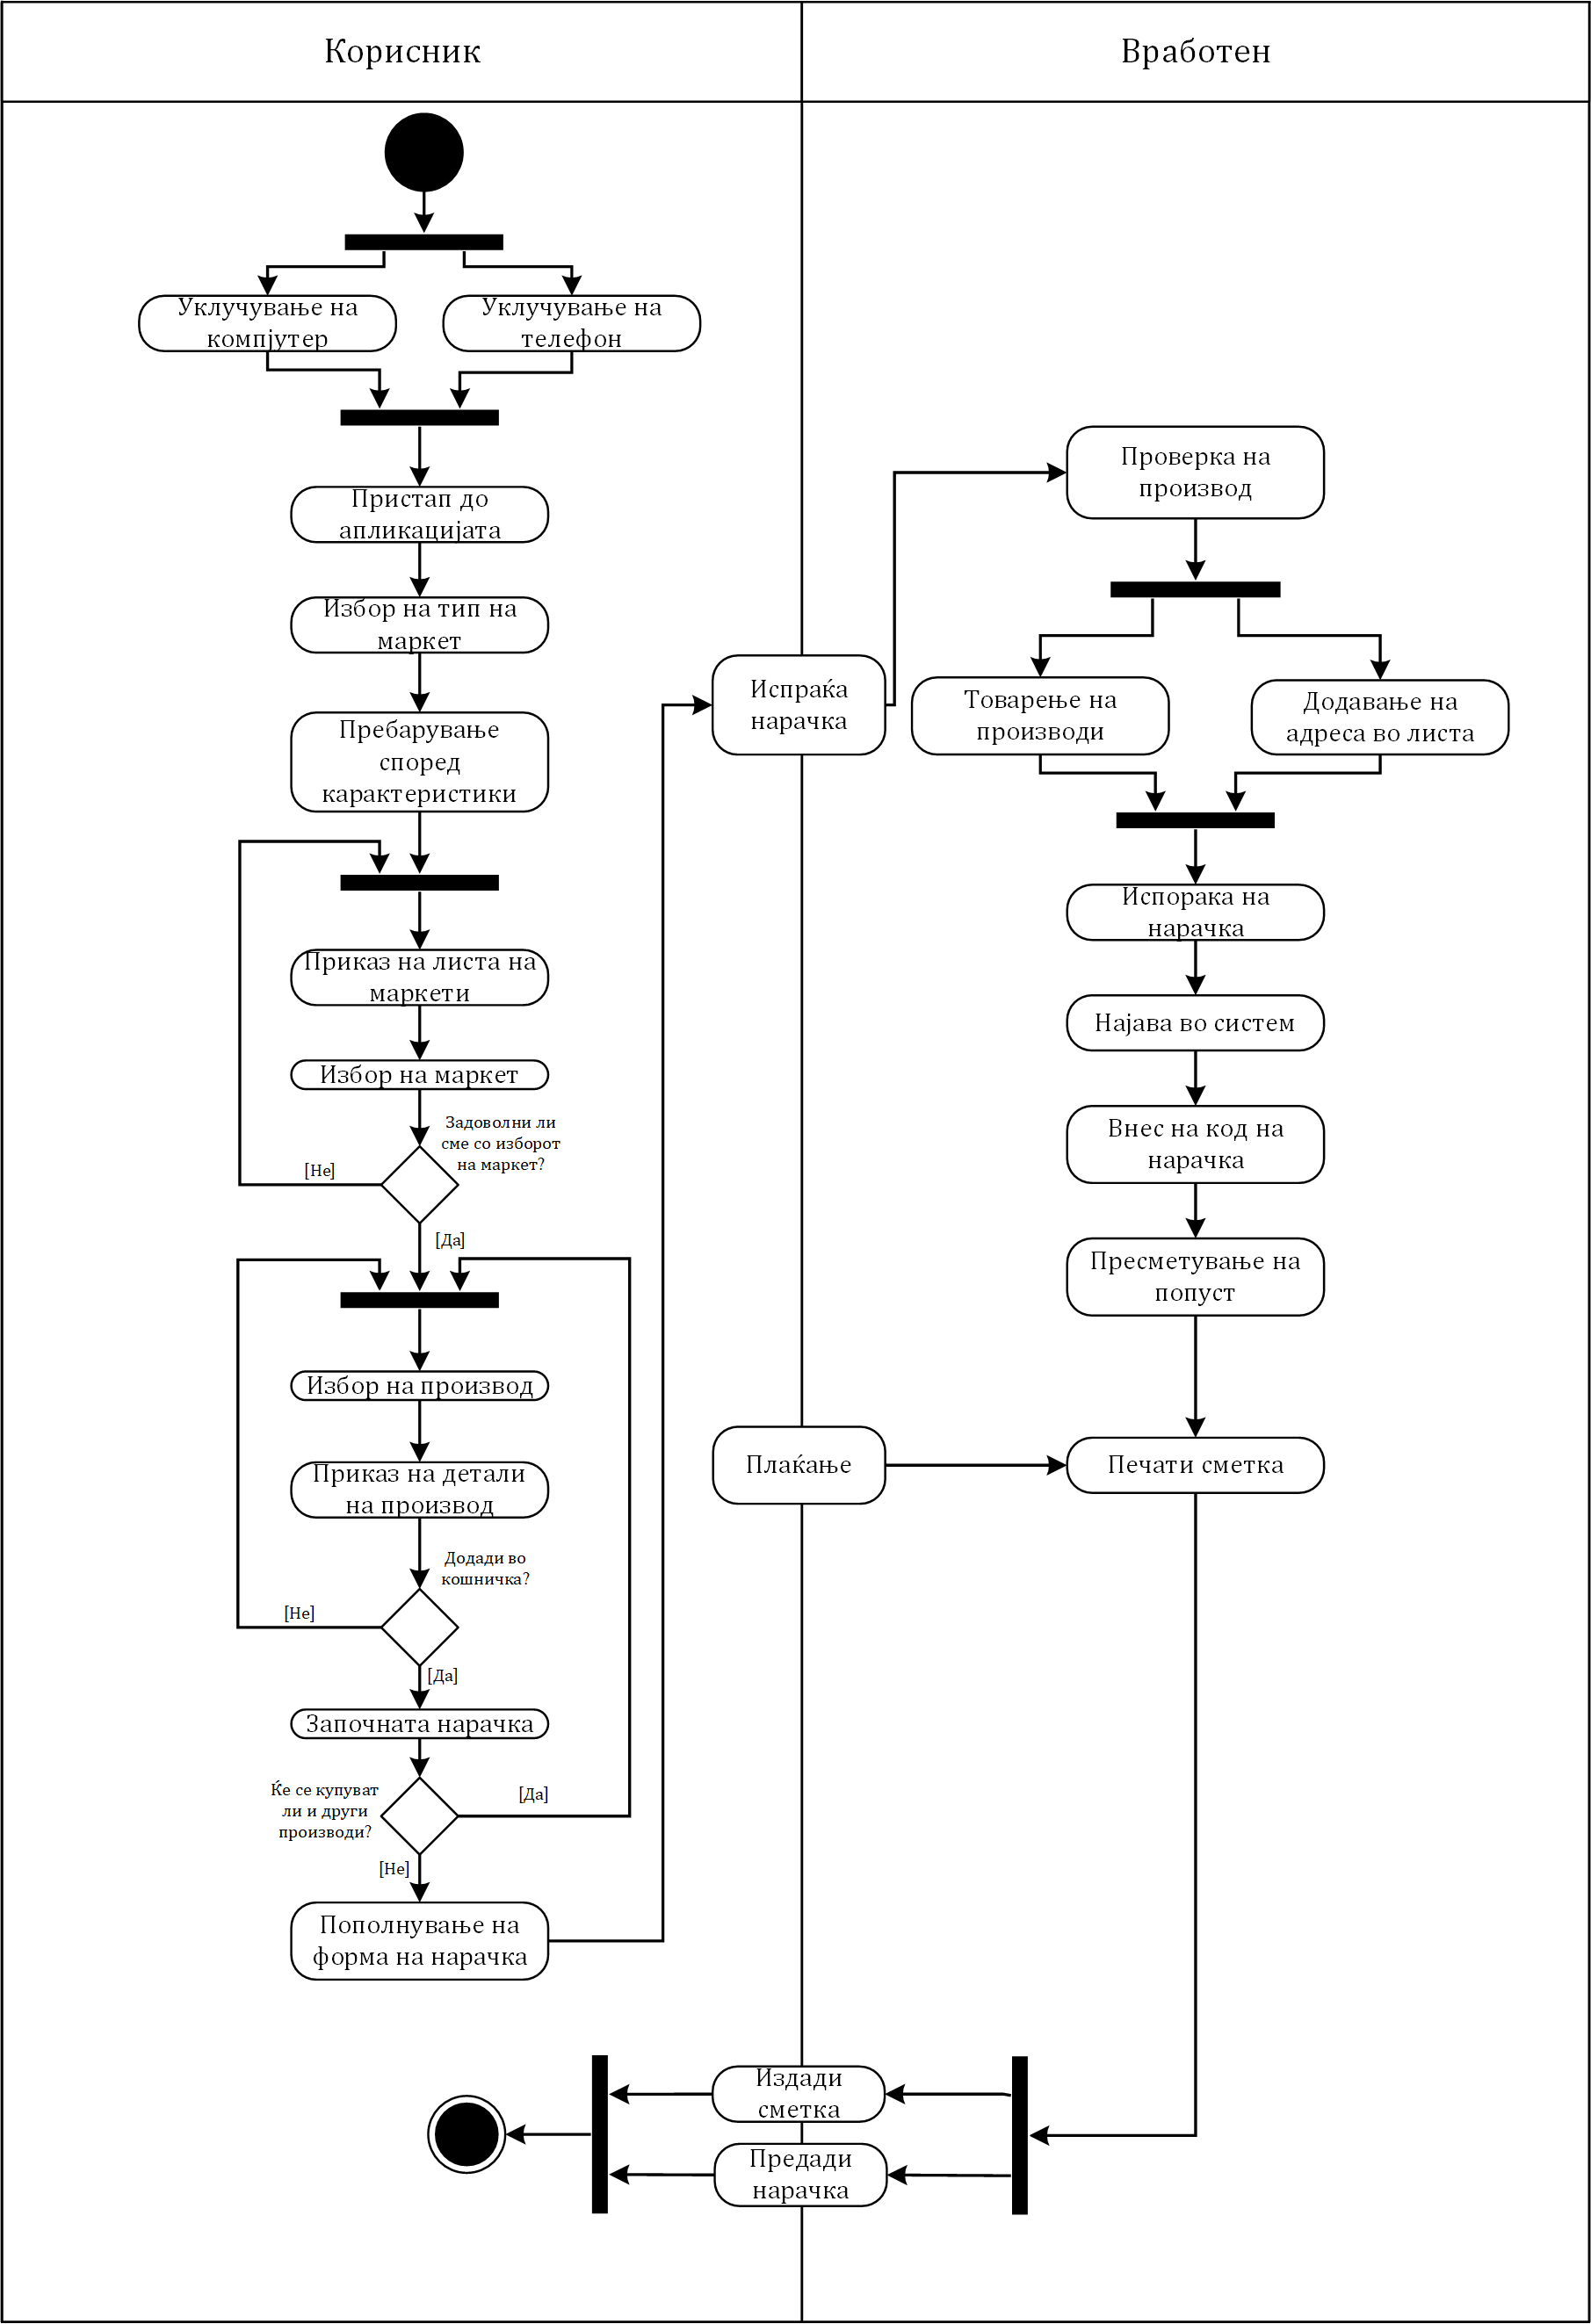 Корисник
Вработен
Уклучување на
компјутер
Уклучување на
телефон
Пристап до
апликацијата
Избор на тип на
маркет
Пребарување
според
карактеристики
Приказ на листа на
маркети
Избор на маркет
Задоволни ли
сме со изборот
на маркет?
[Не]
[Да]
Избор на производ
Приказ на детали
на производ
Додади во
кошничка?
[Не]
[Да]
Започната нарачка
Ќе се купуват
ли и други
производи?
[Да]
[Не]
Пополнување на
форма на нарачка
Испраќа
нарачка
Проверка на
производ
Товарење на
производи
Додавање на
адреса во листа
Испорака на
нарачка
Најава во систем
Внес на код на
нарачка
Пресметување на
попуст
Плаќање
Печати сметка
Издади
сметка
Предади
нарачка